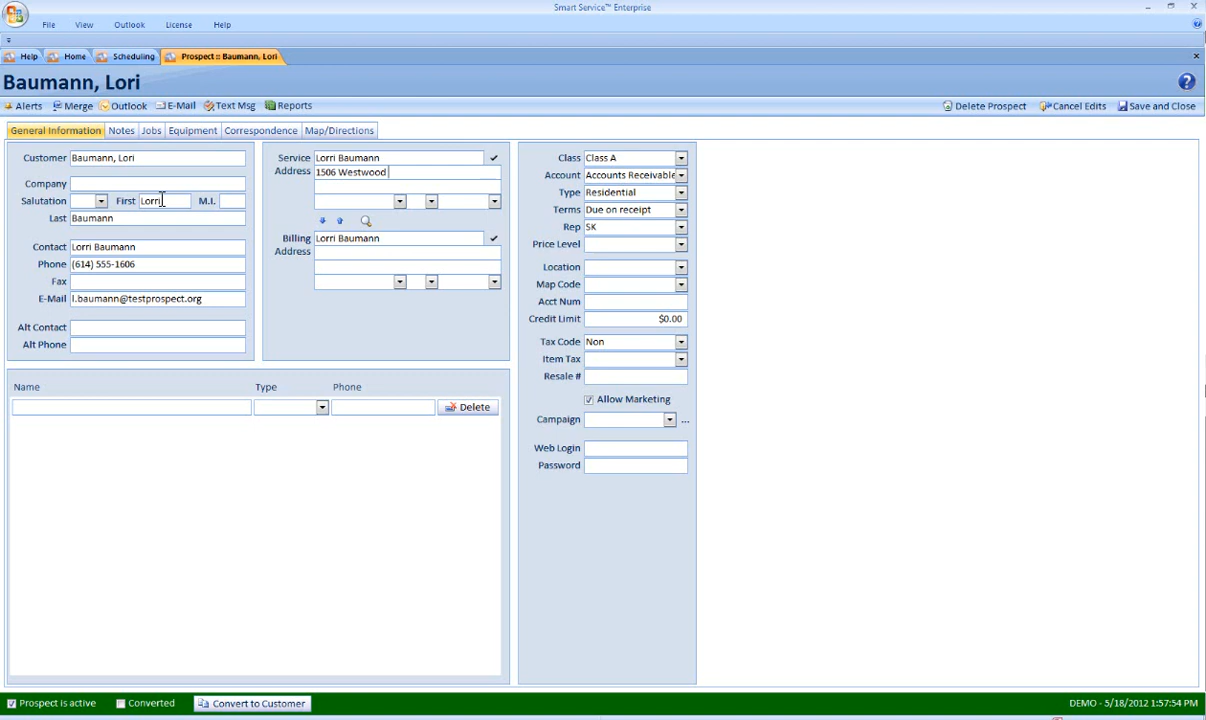 Smart Service™ Enterprise
File View Outlook License Help
Help Home Scheduling Prospect :: Baumann, Lori
Baumann, Lori
Alerts Merge Outlook E-Mail Text Msg Reports Delete Prospect Cancel Edits Save and Close
General Information Notes Jobs Equipment Correspondence Map/Directions
Customer Baumann, Lori
Company
Salutation First Lorri M.I.
Last Baumann
Contact Lorri Baumann
Phone (614) 555-1606
Fax
E-Mail l.baumann@testprospect.org
Alt Contact
Alt Phone
Service Lorri Baumann
Address 1506 Westwood
Billing Lorri Baumann
Address
Class Class A
Account Accounts Receivable
Type Residential
Terms Due on receipt
Rep SK
Price Level
Location
Map Code
Acct Num
Credit Limit $0.00
Tax Code Non
Item Tax
Resale #
Allow Marketing
Campaign ...
Web Login
Password
Name Type Phone
Delete
Prospect is active Converted Convert to Customer DEMO - 5/18/2012 1:57:54 PM